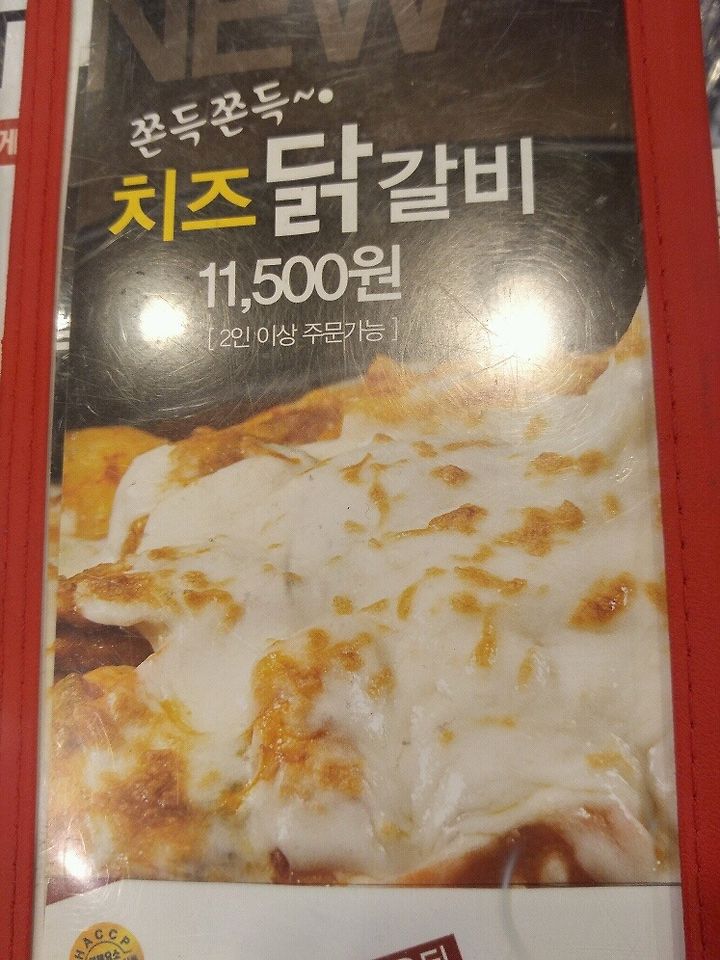 NEW
쫀득쫀득~
치즈닭갈비
11,500원
[ 2인 이상 주문가능 ]
HACCP